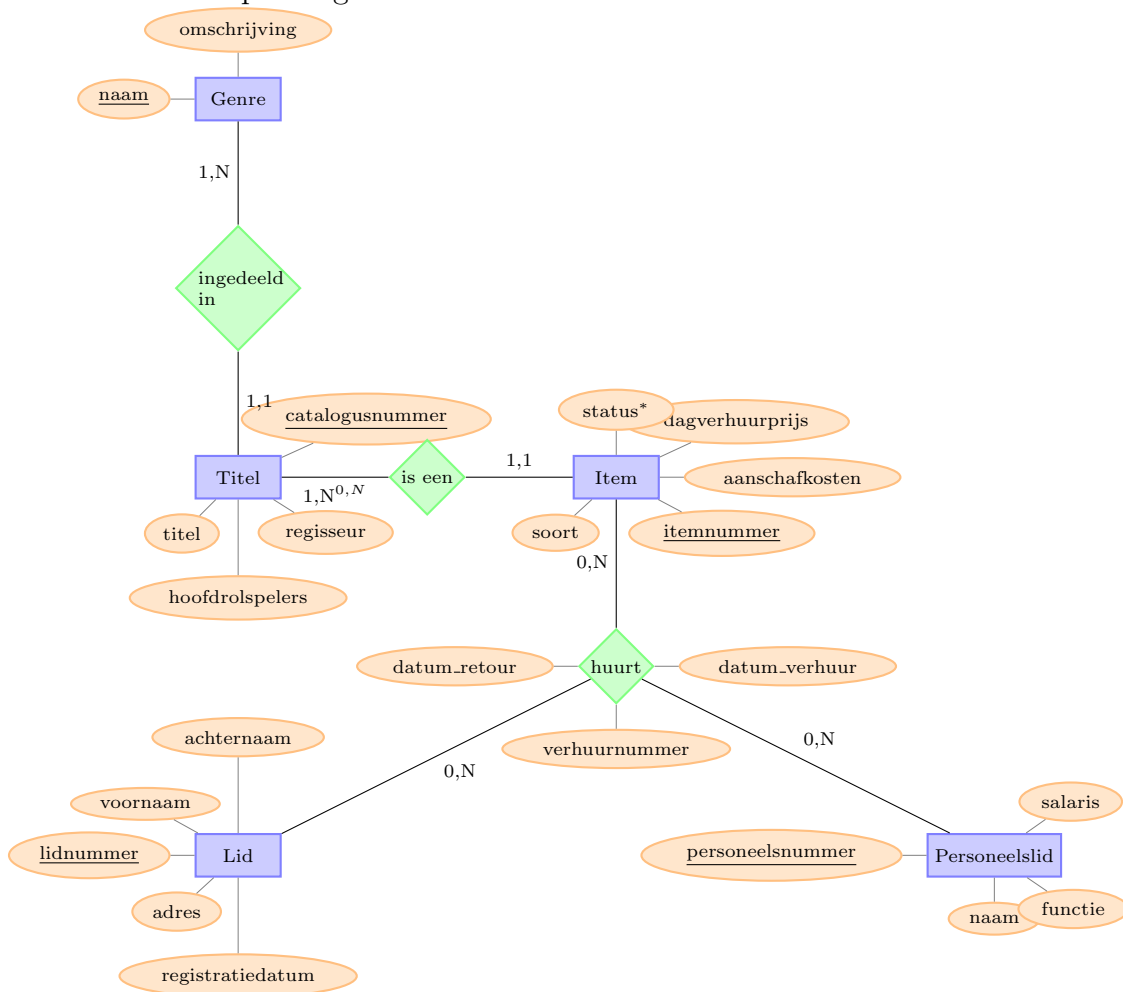 omschrijving
naam
Genre
1,N
ingedeeld
in
1,1
catalogusnummer
status*
dagverhuurprijs
Titel
is een
1,1
Item
aanschafkosten
1,N0,N
titel
regisseur
soort
itemnummer
0,N
hoofdrolspelers
datum_retour
huurt
datum_verhuur
achternaam
verhuurnummer
0,N
0,N
voornaam
salaris
lidnummer
Lid
personeelsnummer
Personeelslid
adres
naam
functie
registratiedatum